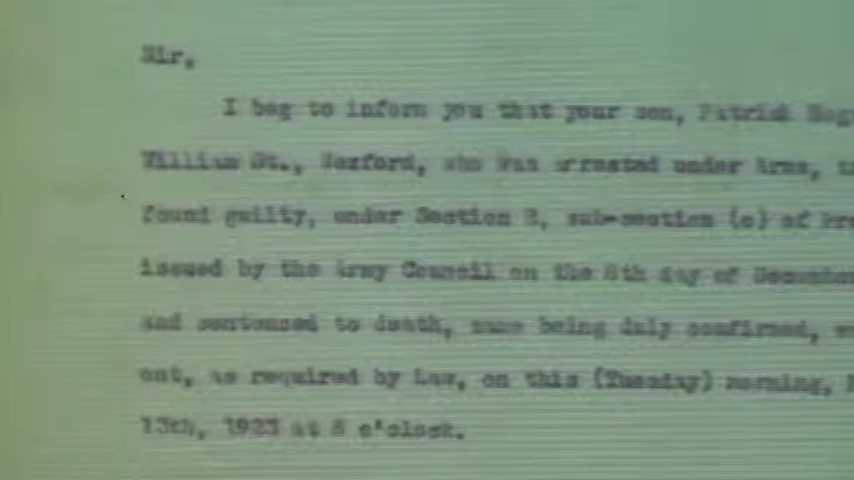 Sir,
I beg to inform you that your son, Patrick Hog
William St., Wexford, who was arrested under Arms,
found guilty, under Section 2, sub-section (c) of
issued by the Army Council on the 8th day of December
and sentenced to death, same being duly confirmed,
out, as required by Law, on this (Tuesday) morning,
13th, 1923 at 8 o'clock.